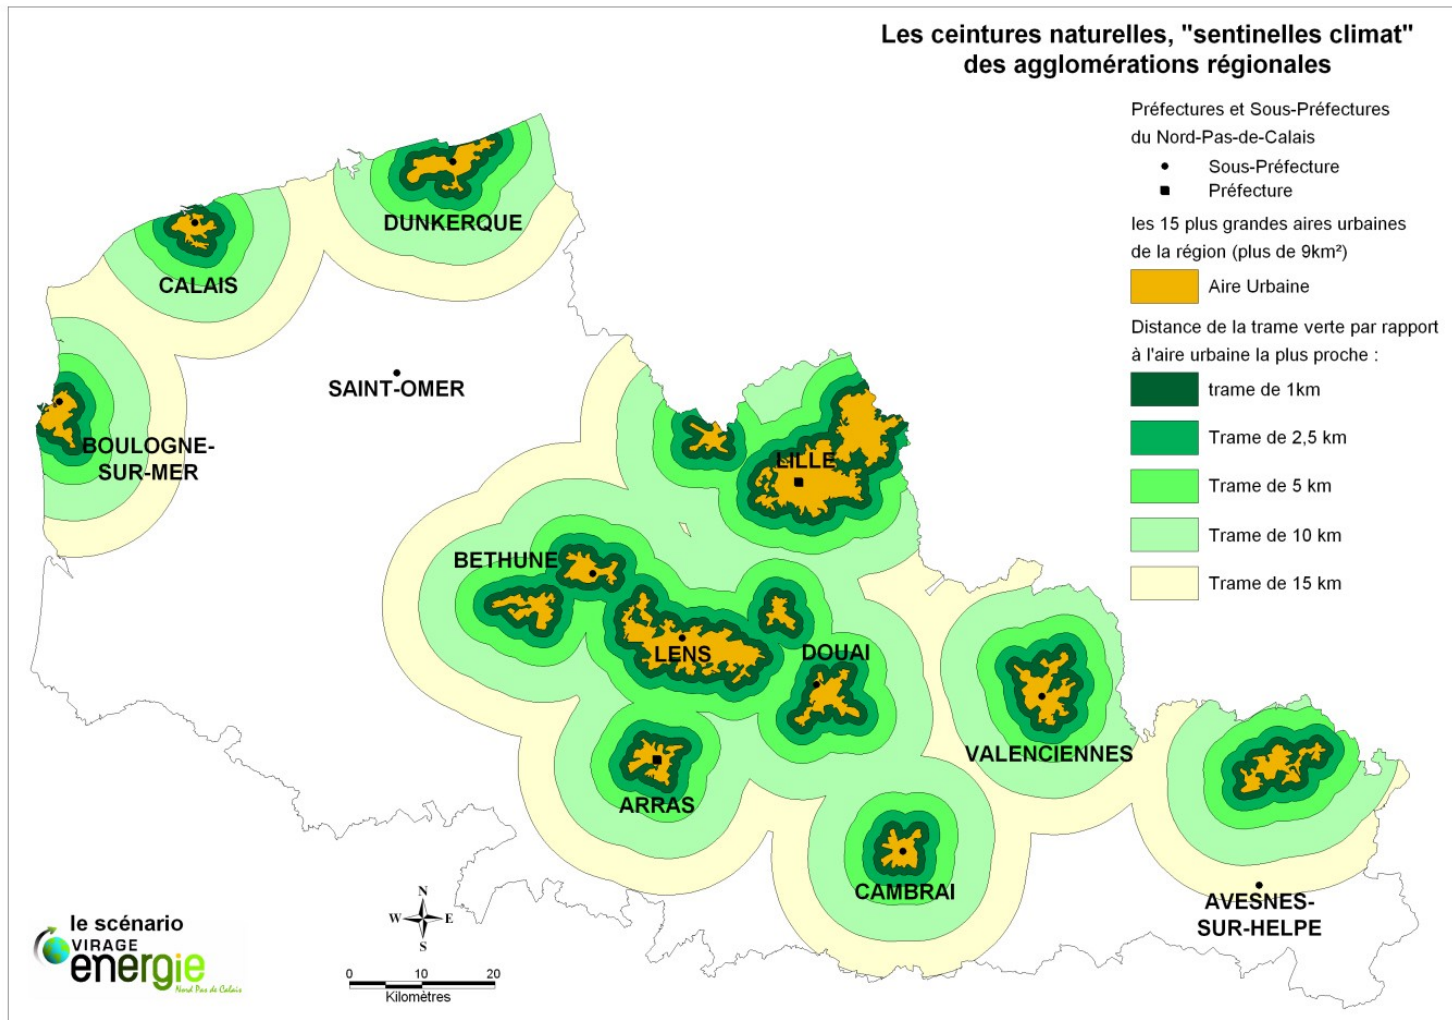 Les ceintures naturelles, "sentinelles climat"
des agglomérations régionales
Préfectures et Sous-Préfectures
du Nord-Pas-de-Calais
Sous-Préfecture
Préfecture
les 15 plus grandes aires urbaines
de la région (plus de 9km²)
Aire Urbaine
Distance de la trame verte par rapport
à l'aire urbaine la plus proche :
trame de 1km
Trame de 2,5 km
Trame de 5 km
Trame de 10 km
Trame de 15 km
DUNKERQUE
CALAIS
SAINT-OMER
BOULOGNE-
SUR-MER
LILLE
BETHUNE
LENS
DOUAI
VALENCIENNES
ARRAS
CAMBRAI
AVESNES-
SUR-HELPE
N
W E
S
0 10 20
Kilomètres
le scénario
VIRAGE
energie
Nord Pas de Calais